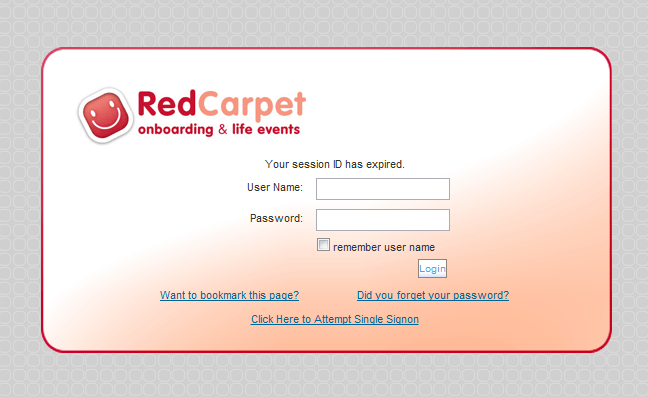 RedCarpet
onboarding & life events
Your session ID has expired.
User Name:
Password:
remember user name
Login
Want to bookmark this page? Did you forget your password?
Click Here to Attempt Single Signon